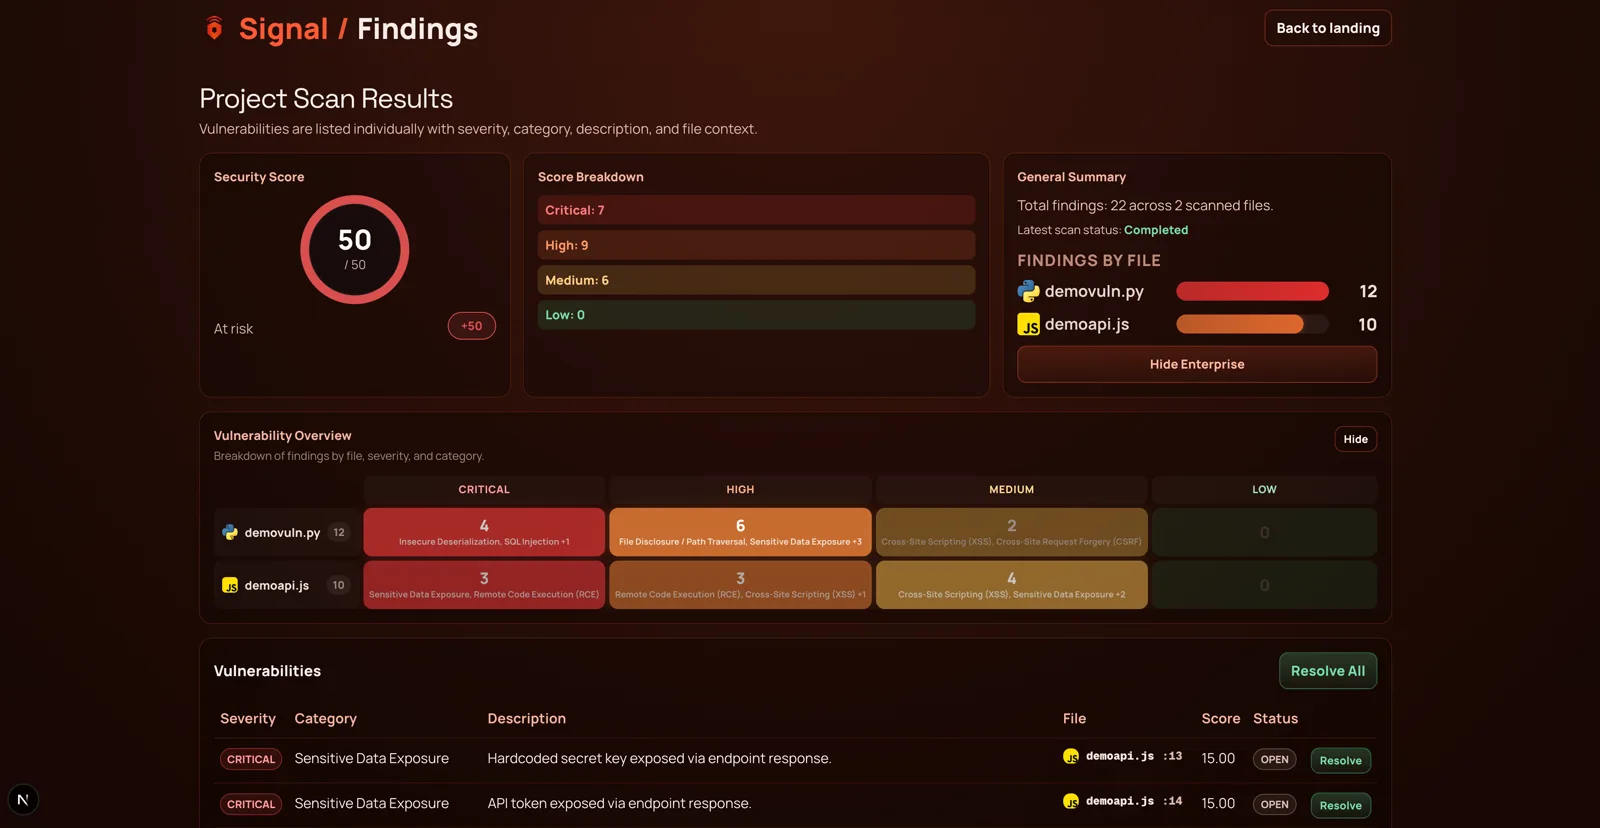 Signal / Findings
Back to landing
Project Scan Results
Vulnerabilities are listed individually with severity, category, description, and file context.
Security Score
50
/ 50
At risk
+50
Score Breakdown
Critical: 7
High: 9
Medium: 6
Low: 0
General Summary
Total findings: 22 across 2 scanned files.
Latest scan status: Completed
FINDINGS BY FILE
demovuln.py 12
JS demoapi.js 10
Hide Enterprise
Vulnerability Overview
Hide
Breakdown of findings by file, severity, and category.
CRITICAL HIGH MEDIUM LOW
demovuln.py 12
4
Insecure Deserialization, SQL Injection +1
6
File Disclosure / Path Traversal, Sensitive Data Exposure +3
2
Cross-Site Scripting (XSS), Cross-Site Request Forgery (CSRF)
0
JS demoapi.js 10
3
Sensitive Data Exposure, Remote Code Execution (RCE)
3
Remote Code Execution (RCE), Cross-Site Scripting (XSS) +1
4
Cross-Site Scripting (XSS), Sensitive Data Exposure +2
0
Vulnerabilities
Resolve All
Severity Category Description File Score Status
CRITICAL Sensitive Data Exposure Hardcoded secret key exposed via endpoint response. JS demoapi.js :13 15.00 OPEN Resolve
CRITICAL Sensitive Data Exposure API token exposed via endpoint response. JS demoapi.js :14 15.00 OPEN Resolve
N